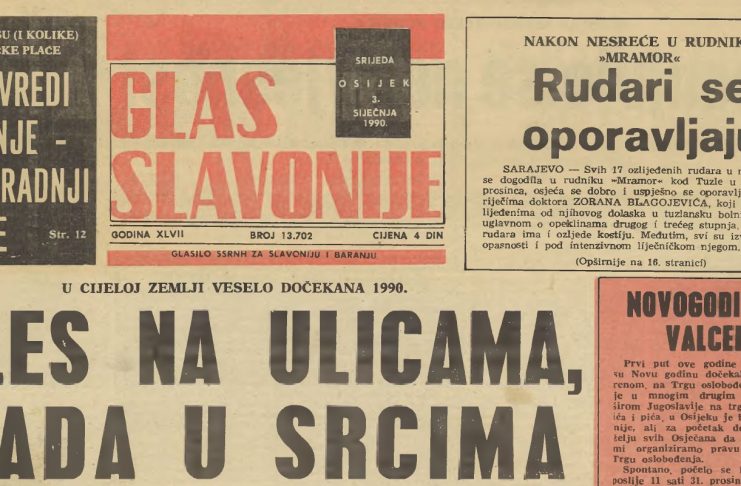 SU (I KOLIKE)
PLAĆE
VREDI
NJE -
RADNJI
E
Str. 12
GLAS
SLAVONIJE
SRIJEDA
OSIJEK
3.
SIJEČNJA
1990.
GODINA XLVII BROJ 13.702 CIJENA 4 DIN
GLASILO SSRNH ZA SLAVONIJU I BARANJU
NAKON NESREĆE U RUDNIK
»MRAMOR«
Rudari se
oporavljaju
SARAJEVO — Svih 17 ozlijeđenih rudara u n
se dogodila u rudniku »Mramor« kod Tuzle u
prosinca, osjeća se dobro i uspješno se oporavlj
riječima doktora ZORANA BLAGOJEVIĆA, koji
lijeđenima od njihovog dolaska u tuzlansku boln
uglavnom o opeklinama drugog i trećeg stupnja,
rudara ima i ozljede kostiju. Međutim, svi su iz
opasnosti i pod intenzivnom liječničkom njegom.
(Opširnije na 16. stranici)
U CIJELOJ ZEMLJI VESELO DOČEKANA 1990.
LES NA ULICAMA,
ADA U SRCIMA
NOVOGODI
VALCE
Prvi put ove godine
su Novu godinu dočeka
renom, na Trgu oslobođe
je u mnogim drugim
širom Jugoslavije na trg
ića i pića, u Osijeku je
nije, ali za početak do
telju svih Osječana da
mi organiziramo pravu
Trgu oslobođenja.
Spontano, počelo se
poslije 11 sati 31. prosin